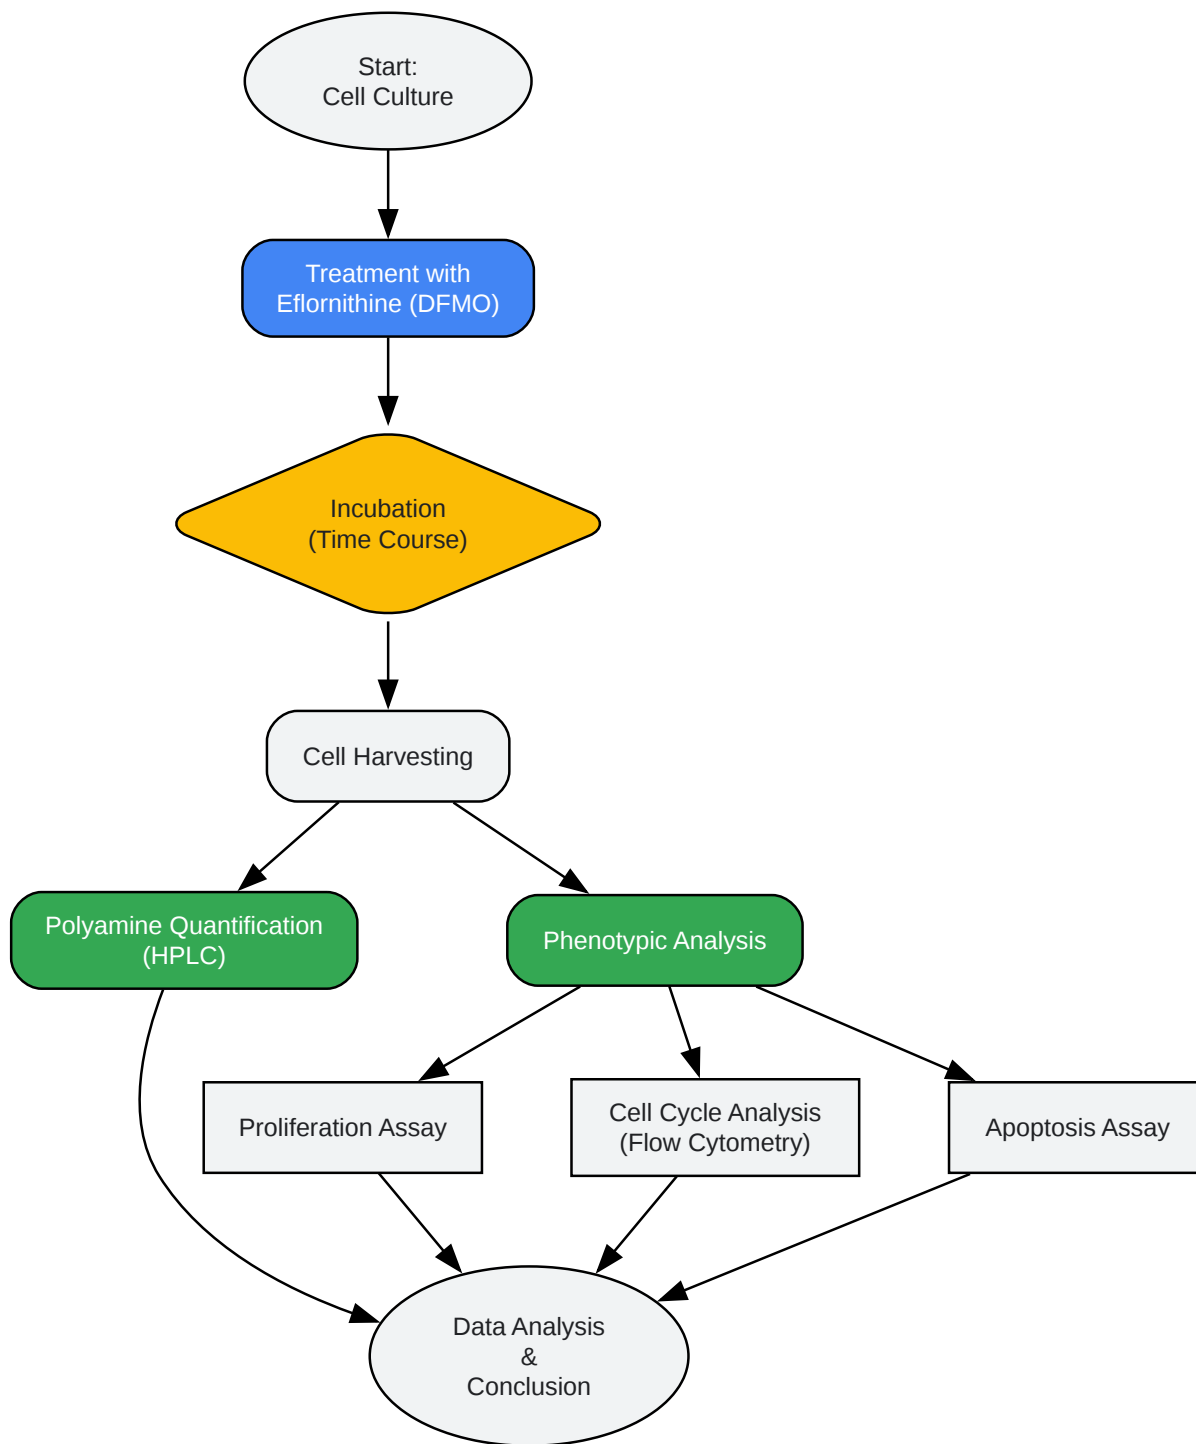 Start:
Cell Culture
Treatment with
Eflornithine (DFMO)
Incubation
(Time Course)
Cell Harvesting
Polyamine Quantification
(HPLC)
Phenotypic Analysis
Proliferation Assay
Cell Cycle Analysis
(Flow Cytometry)
Apoptosis Assay
Data Analysis
&
Conclusion